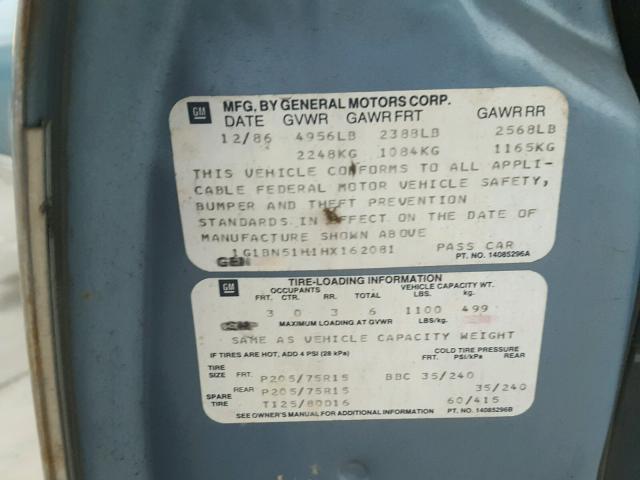 GM MFG. BY GENERAL MOTORS CORP.
DATE GVWR GAWR FRT GAWR RR
12/86 4956LB 2388LB 2568LB
2248KG 1084KG 1165KG
THIS VEHICLE CONFORMS TO ALL APPLI-
CABLE FEDERAL MOTOR VEHICLE SAFETY,
BUMPER AND THEFT PREVENTION
STANDARDS IN EFFECT ON THE DATE OF
MANUFACTURE SHOWN ABOVE
1G1BN51H1HX162081 PASS CAR
PT. NO. 14085296A
GM TIRE-LOADING INFORMATION
OCCUPANTS VEHICLE CAPACITY WT.
FRT. CTR. RR. TOTAL LBS. kg.
3 0 3 6 1100 499
MAXIMUM LOADING AT GVWR LBS/kg.
SAME AS VEHICLE CAPACITY WEIGHT
IF TIRES ARE HOT, ADD 4 PSI (28 kPa) COLD TIRE PRESSURE
FRT. PSI/kPa REAR
TIRE SIZE FRT. P205/75R15 BBC 35/240
REAR P205/75R15 35/240
SPARE TIRE T125/80D16 60/415
SEE OWNER'S MANUAL FOR ADDITIONAL INFORMATION PT. NO. 14085296B